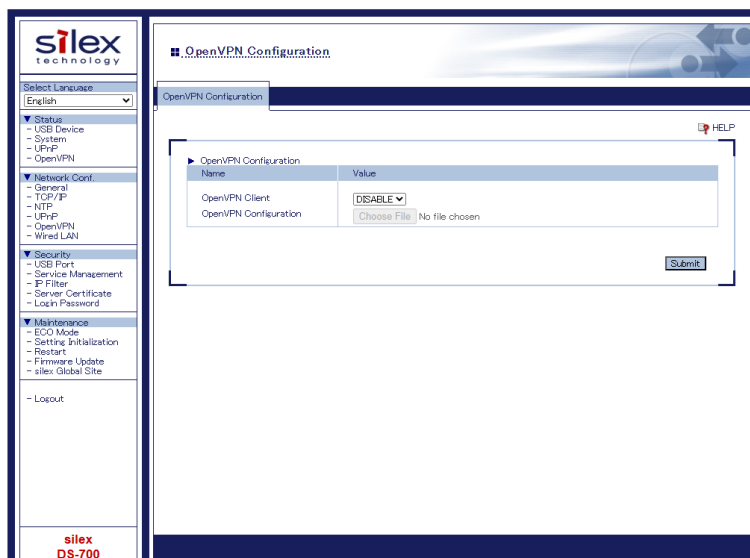 silex
technology
Select Language
English
▼ Status
- USB Device
- System
- UPnP
- OpenVPN
▼ Network Conf.
- General
- TCP/IP
- NTP
- UPnP
- OpenVPN
- Wired LAN
▼ Security
- USB Port
- Service Management
- IP Filter
- Server Certificate
- Login Password
▼ Maintenance
- ECO Mode
- Setting Initialization
- Restart
- Firmware Update
- silex Global Site
- Logout
silex
DS-700
OpenVPN Configuration
OpenVPN Configuration
HELP
▶ OpenVPN Configuration
Name Value
OpenVPN Client DISABLE
OpenVPN Configuration Choose File No file chosen
Submit